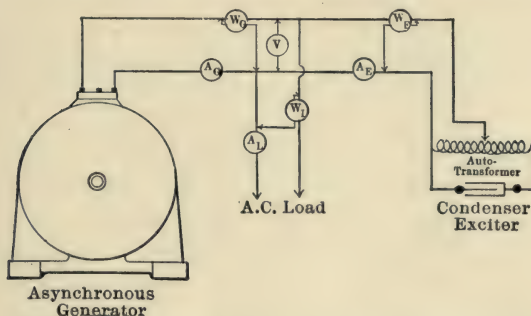 W_G
W_E
V
A_G
A_E
W_L
A_L
Auto-
Transformer
A.C. Load
Condenser
Exciter
Asynchronous
Generator